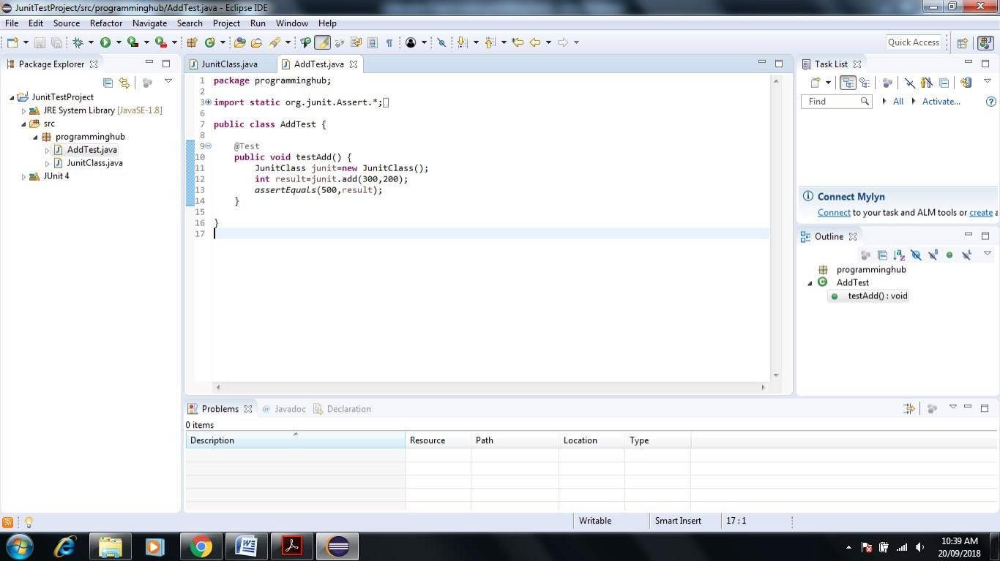 JunitTestProject/src/programminghub/AddTest.java - Eclipse IDE
File Edit Source Refactor Navigate Search Project Run Window Help
Quick Access
Package Explorer
JunitTestProject
JRE System Library [JavaSE-1.8]
src
programminghub
AddTest.java
JunitClass.java
JUnit 4
JunitClass.java AddTest.java
1 package programminghub;
2
3 import static org.junit.Assert.*;
6
7 public class AddTest {
8
9 @Test
10 public void testAdd() {
11 JunitClass junit=new JunitClass();
12 int result=junit.add(300,200);
13 assertEquals(500,result);
14 }
15
16 }
17
Task List
Find All Activate...
Connect Mylyn
Connect to your task and ALM tools or create a
Outline
programminghub
AddTest
testAdd() : void
Problems Javadoc Declaration
0 items
Description Resource Path Location Type
Writable Smart Insert 17 : 1
10:39 AM
20/09/2018